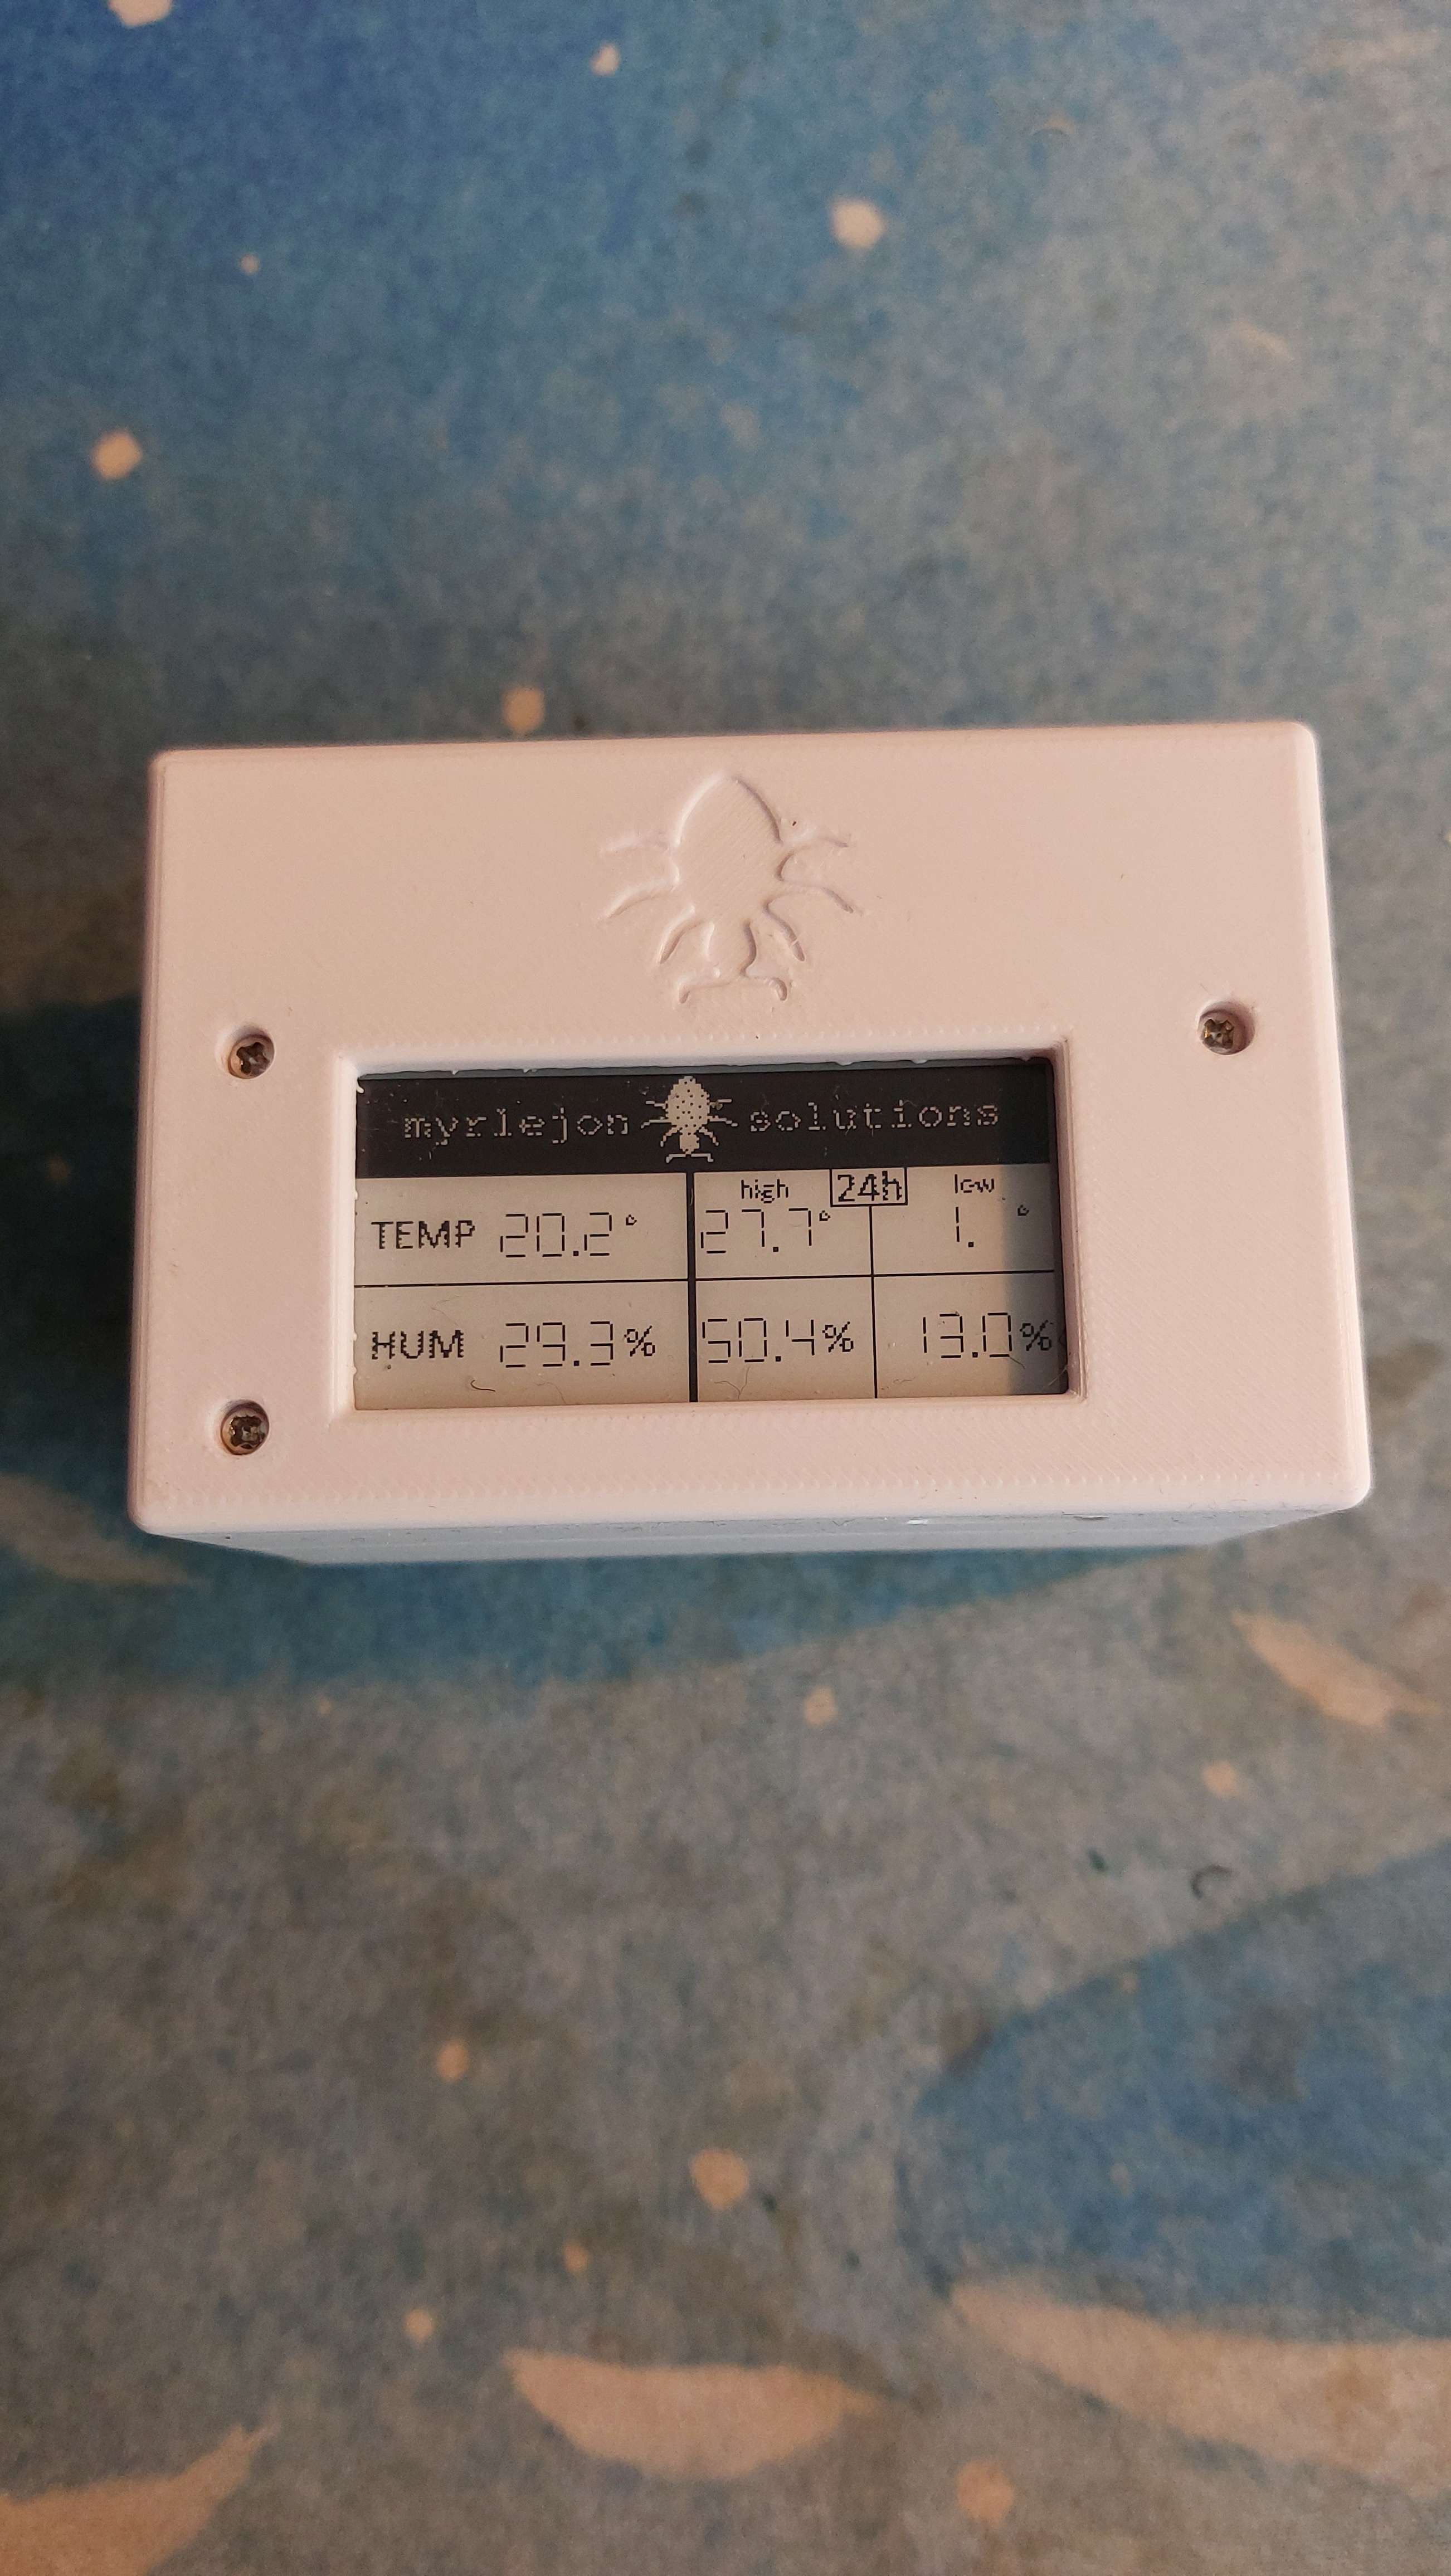 myrlejon solutions
high 24h low
TEMP 20.2° 27.7° 1. °
HUM 29.3% 50.4% 13.0%